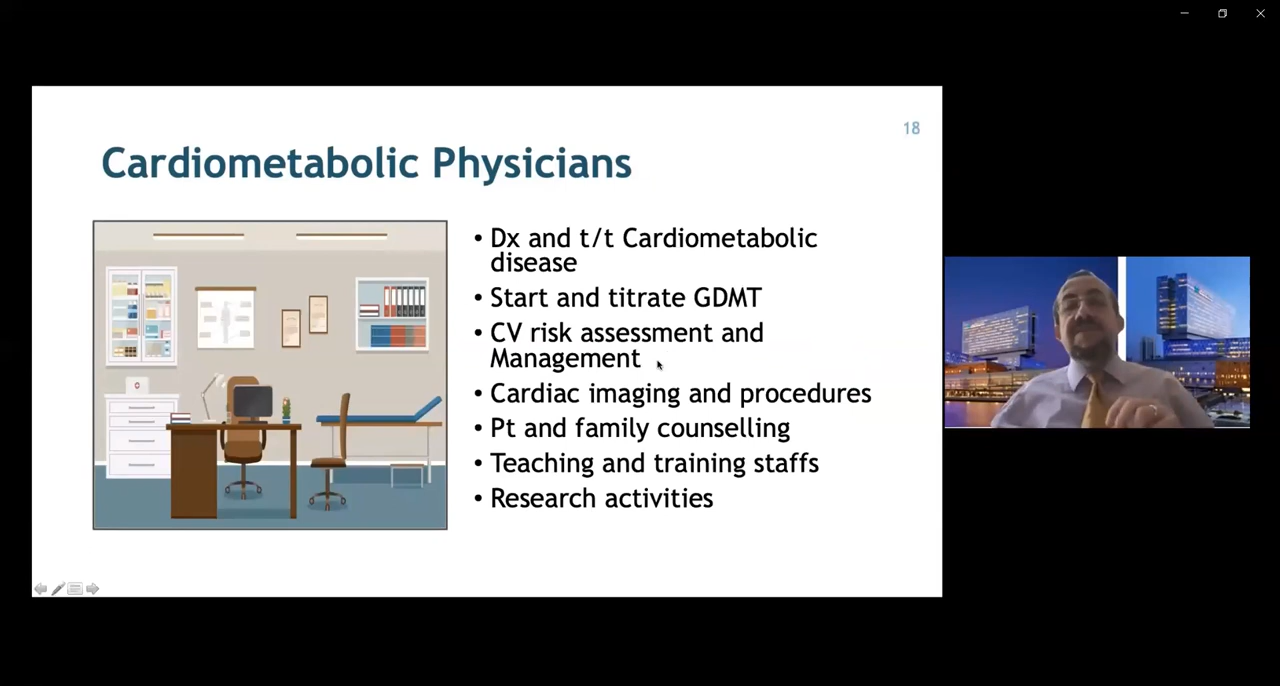 18
Cardiometabolic Physicians
• Dx and t/t Cardiometabolic
disease
• Start and titrate GDMT
• CV risk assessment and
Management
• Cardiac imaging and procedures
• Pt and family counselling
• Teaching and training staffs
• Research activities